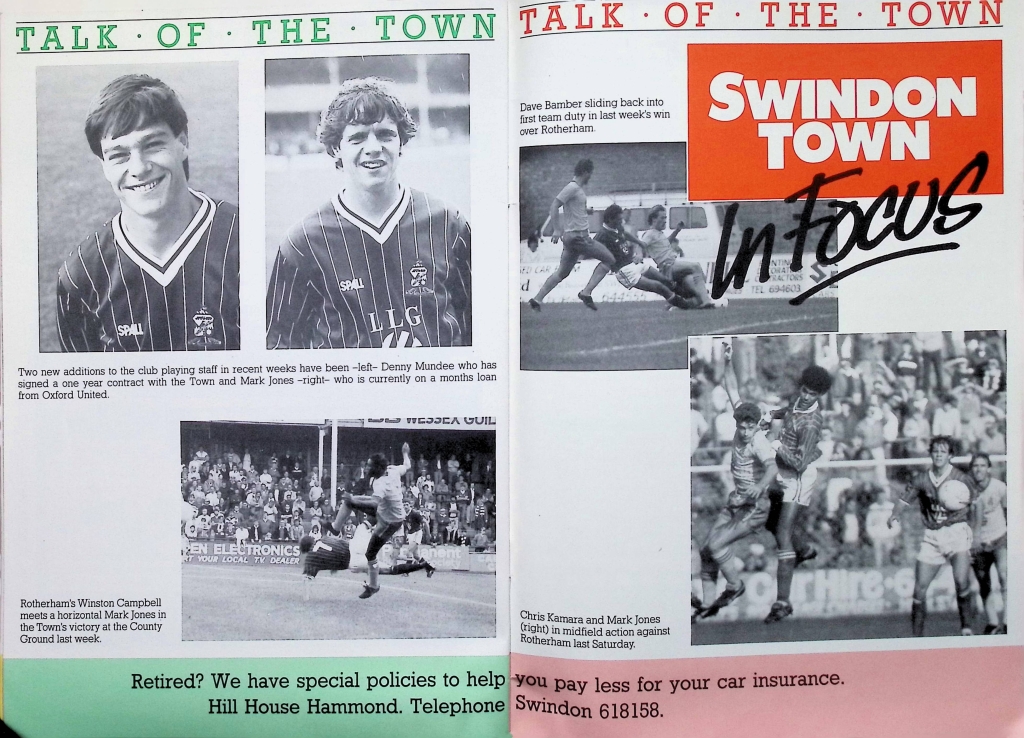 TALK · OF · THE · TOWN
SPALL
SPALL
LLG
Two new additions to the club playing staff in recent weeks have been –left– Denny Mundee who has
signed a one year contract with the Town and Mark Jones –right– who is currently on a months loan
from Oxford United.
WESSEX GUIL
EN ELECTRONICS
YOUR LOCAL T.V. DEALER
Rotherham's Winston Campbell
meets a horizontal Mark Jones in
the Town's victory at the County
Ground last week.
Retired? We have special policies to help
Hill House Hammond. Telephone
TALK · OF · THE · TOWN
SWINDON
TOWN
In Focus
Dave Bamber sliding back into
first team duty in last week's win
over Rotherham.
TEL 694603
Hire
Chris Kamara and Mark Jones
(right) in midfield action against
Rotherham last Saturday.
you pay less for your car insurance.
Swindon 618158.